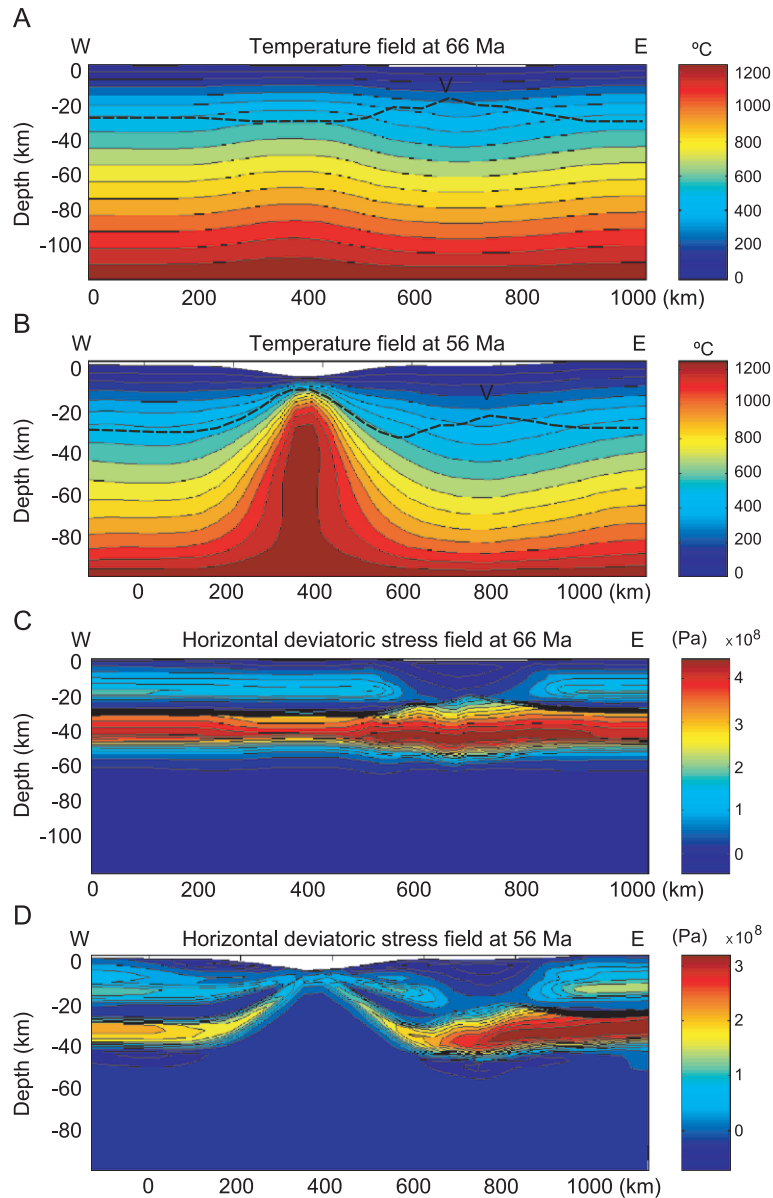 A
W Temperature field at 66 Ma E ºC
V
Depth (km)
0
-20
-40
-60
-80
-100
0 200 400 600 800 1000 (km)
1200
1000
800
600
400
200
0
B
W Temperature field at 56 Ma E ºC
V
Depth (km)
0
-20
-40
-60
-80
0 200 400 600 800 1000 (km)
1200
1000
800
600
400
200
0
C
W Horizontal deviatoric stress field at 66 Ma E (Pa) ×10⁸
Depth (km)
0
-20
-40
-60
-80
-100
0 200 400 600 800 1000 (km)
4
3
2
1
0
D
W Horizontal deviatoric stress field at 56 Ma E (Pa) ×10⁸
Depth (km)
0
-20
-40
-60
-80
0 200 400 600 800 1000 (km)
3
2
1
0